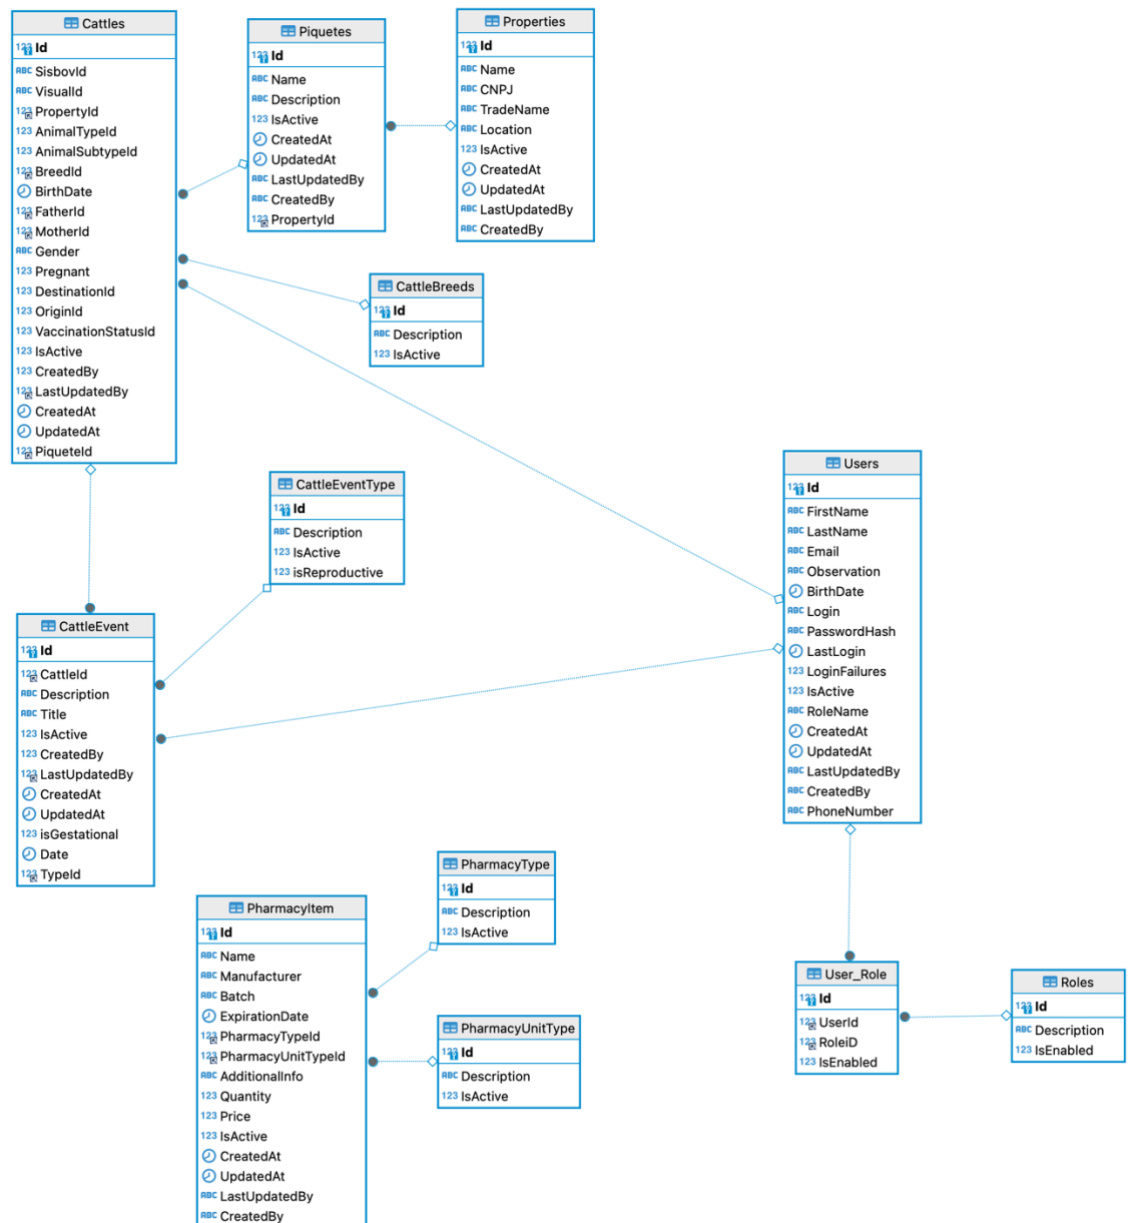 Cattles
Id
SisbovId
VisualId
PropertyId
AnimalTypeId
AnimalSubtypeId
BreedId
BirthDate
FatherId
MotherId
Gender
Pregnant
DestinationId
OriginId
VaccinationStatusId
IsActive
CreatedBy
LastUpdatedBy
CreatedAt
UpdatedAt
PiqueteId
Piquetes
Id
Name
Description
IsActive
CreatedAt
UpdatedAt
LastUpdatedBy
CreatedBy
PropertyId
Properties
Id
Name
CNPJ
TradeName
Location
IsActive
CreatedAt
UpdatedAt
LastUpdatedBy
CreatedBy
CattleBreeds
Id
Description
IsActive
CattleEventType
Id
Description
IsActive
isReproductive
Users
Id
FirstName
LastName
Email
Observation
BirthDate
Login
PasswordHash
LastLogin
LoginFailures
IsActive
RoleName
CreatedAt
UpdatedAt
LastUpdatedBy
CreatedBy
PhoneNumber
CattleEvent
Id
CattleId
Description
Title
IsActive
CreatedBy
LastUpdatedBy
CreatedAt
UpdatedAt
isGestational
Date
TypeId
PharmacyType
Id
Description
IsActive
PharmacyItem
Id
Name
Manufacturer
Batch
ExpirationDate
PharmacyTypeId
PharmacyUnitTypeId
AdditionalInfo
Quantity
Price
IsActive
CreatedAt
UpdatedAt
LastUpdatedBy
CreatedBy
PharmacyUnitType
Id
Description
IsActive
User_Role
Id
UserId
RoleiD
IsEnabled
Roles
Id
Description
IsEnabled